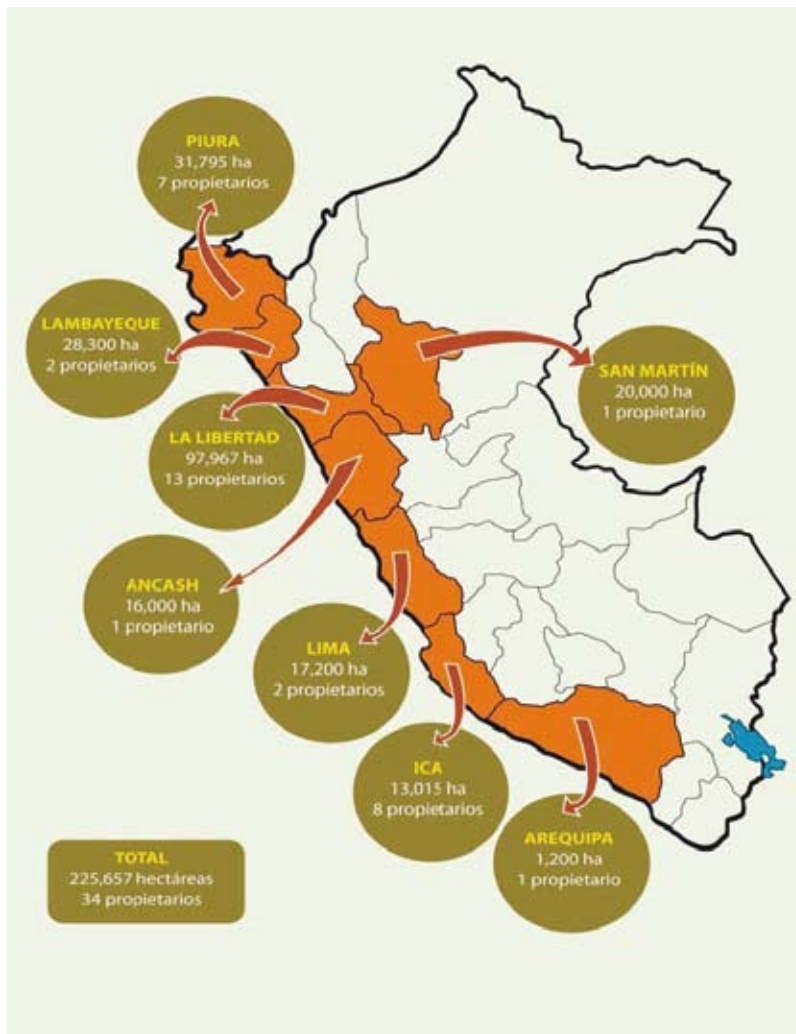 PIURA
31,795 ha
7 propietarios
LAMBAYEQUE
28,300 ha
2 propietarios
SAN MARTÍN
20,000 ha
1 propietario
LA LIBERTAD
97,967 ha
13 propietarios
ANCASH
16,000 ha
1 propietario
LIMA
17,200 ha
2 propietarios
ICA
13,015 ha
8 propietarios
AREQUIPA
1,200 ha
1 propietario
TOTAL
225,657 hectáreas
34 propietarios